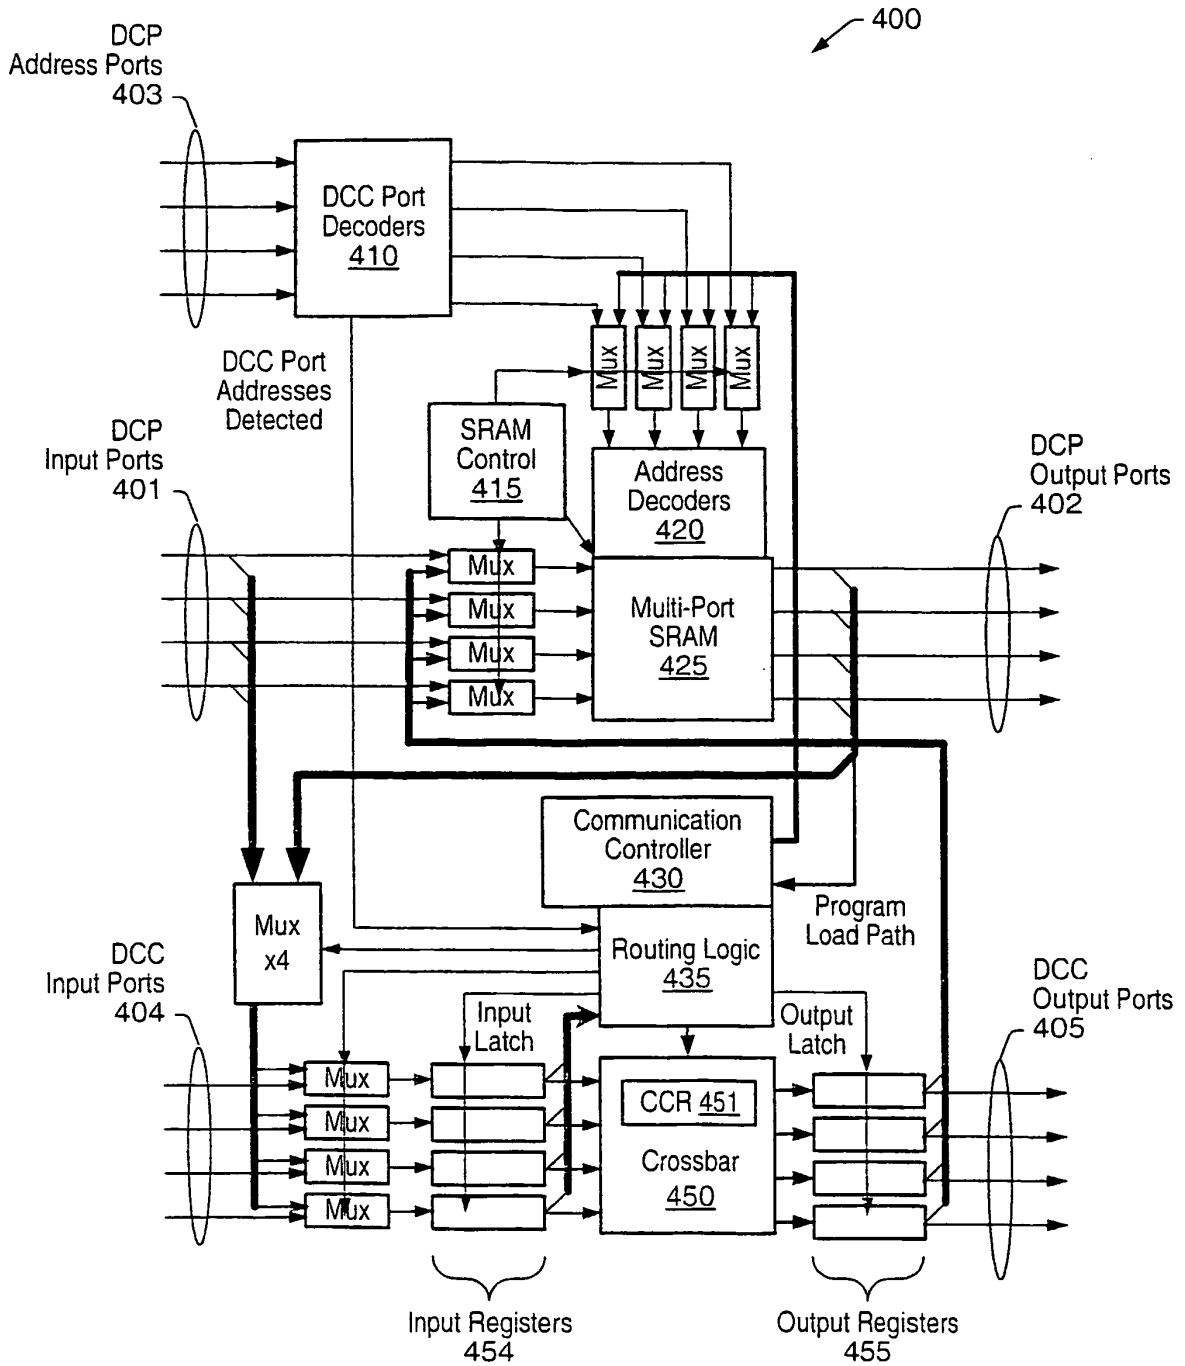 400
DCP
Address Ports
403
DCC Port
Decoders
410
DCC Port
Addresses
Detected
Mux
Mux
Mux
Mux
SRAM
Control
415
Address
Decoders
420
DCP
Input Ports
401
DCP
Output Ports
402
Mux
Mux
Mux
Mux
Multi-Port
SRAM
425
Communication
Controller
430
Program
Load Path
Mux
x4
Routing Logic
435
DCC
Input Ports
404
Input
Latch
Output
Latch
DCC
Output Ports
405
Mux
Mux
Mux
Mux
CCR 451
Crossbar
450
Input Registers
454
Output Registers
455